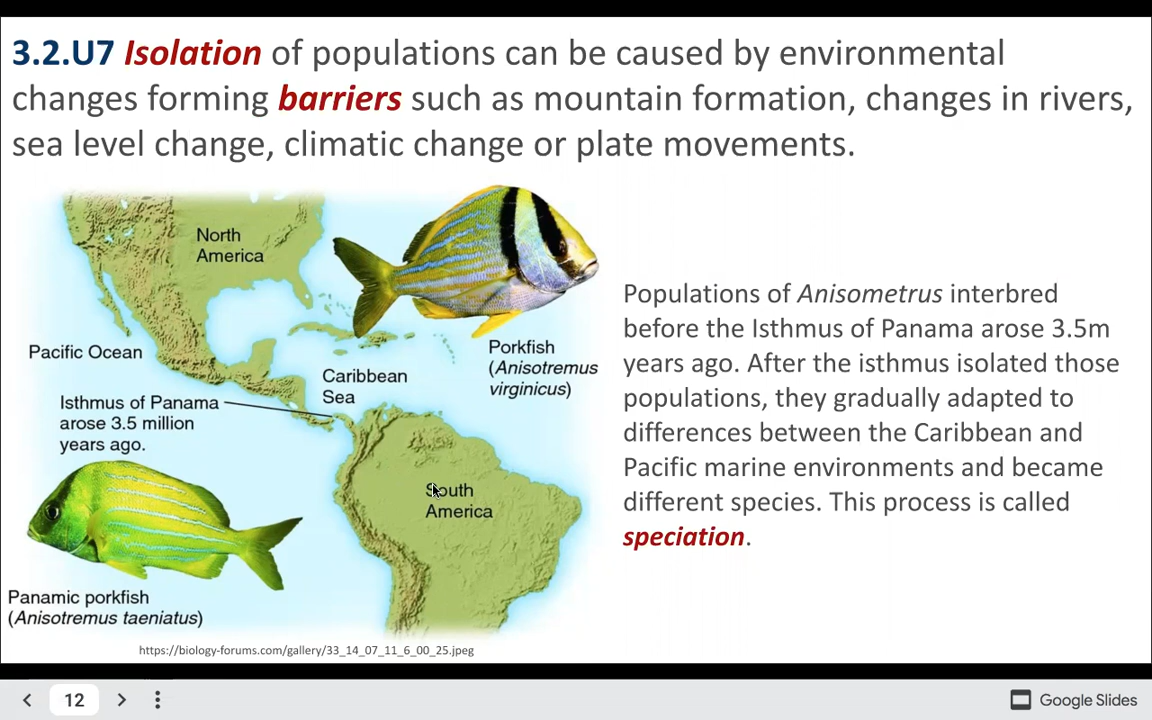 3.2.U7 Isolation of populations can be caused by environmental
changes forming barriers such as mountain formation, changes in rivers,
sea level change, climatic change or plate movements.
North
America
Pacific Ocean
Porkfish
(Anisotremus
virginicus)
Caribbean
Sea
Isthmus of Panama
arose 3.5 million
years ago.
South
America
Panamic porkfish
(Anisotremus taeniatus)
https://biology-forums.com/gallery/33_14_07_11_6_00_25.jpeg
Populations of Anisometrus interbred
before the Isthmus of Panama arose 3.5m
years ago. After the isthmus isolated those
populations, they gradually adapted to
differences between the Caribbean and
Pacific marine environments and became
different species. This process is called
speciation.
12
Google Slides